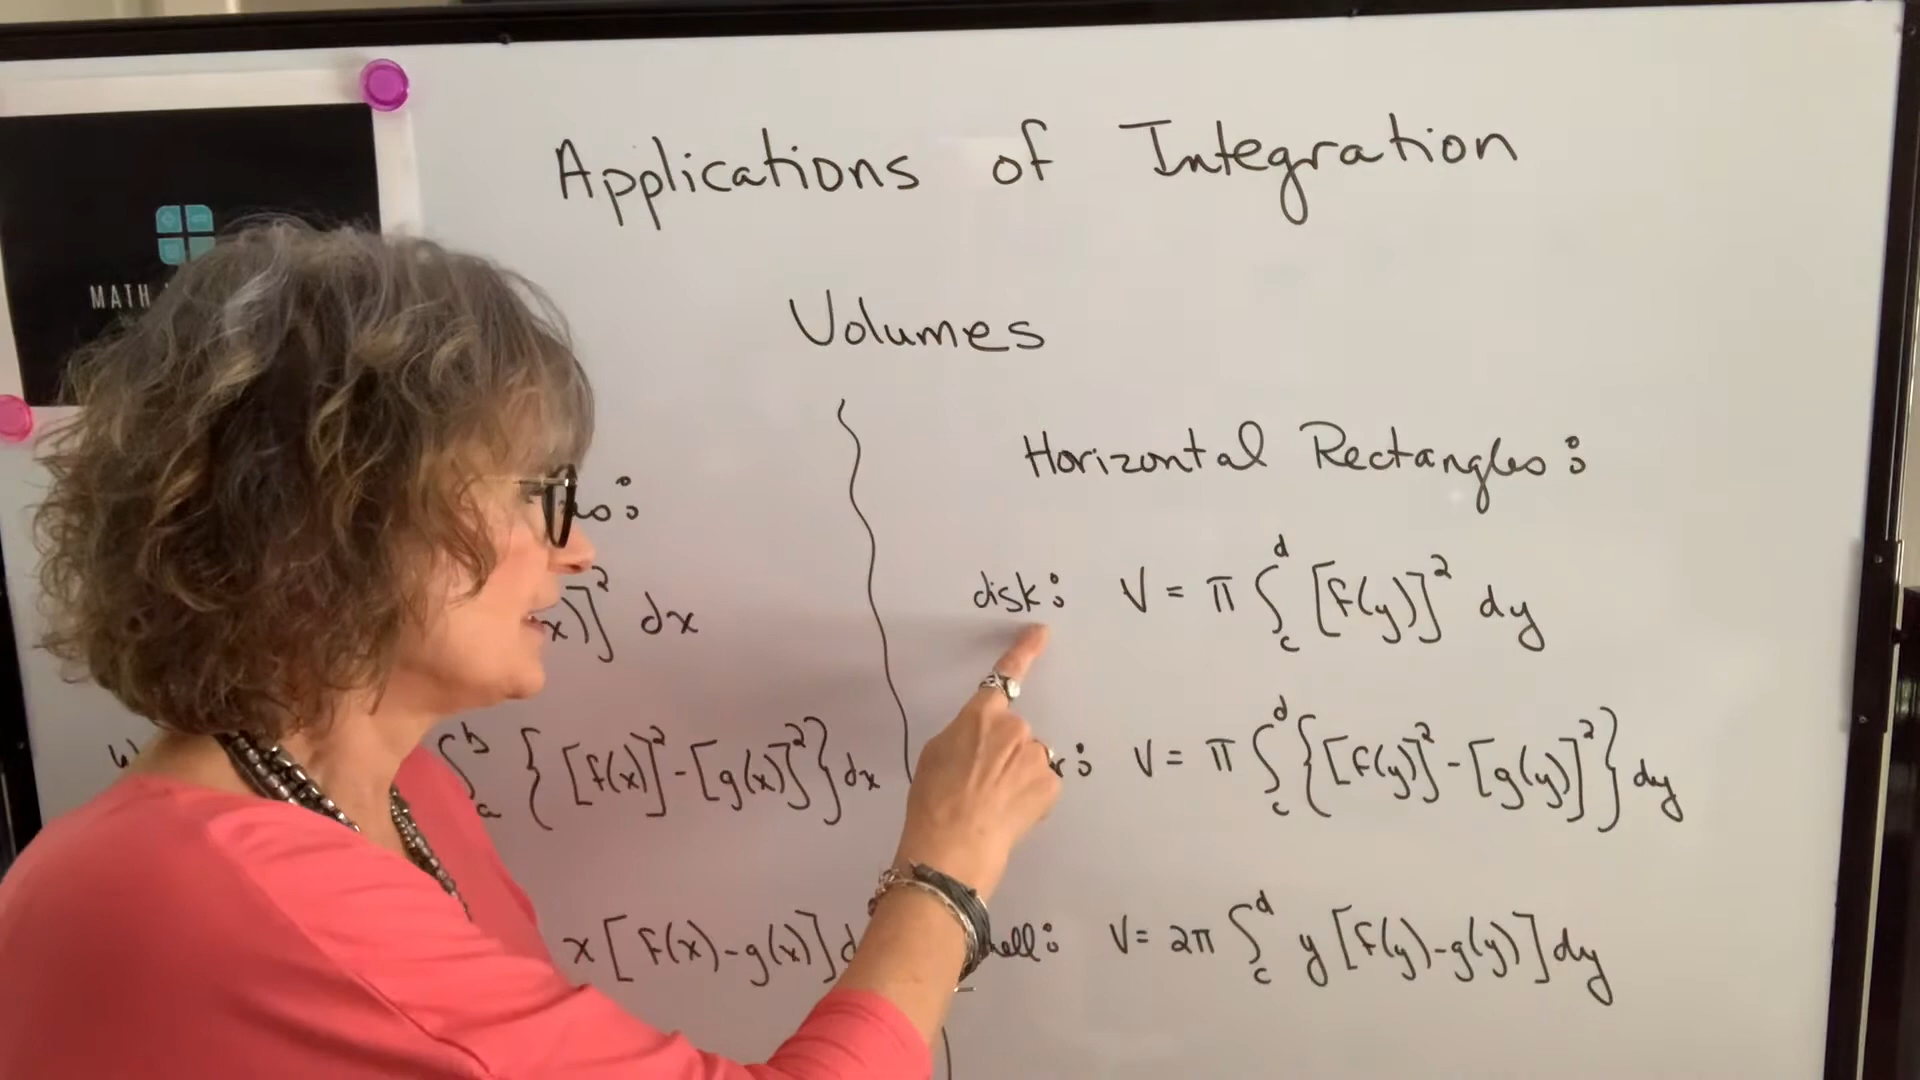 MATH
Applications of Integration
Volumes
Horizontal Rectangles:
disk: V = π ∫_c^d [f(y)]² dy
V = π ∫_c^d {[f(y)]² - [g(y)]²} dy
V = 2π ∫_c^d y [f(y) - g(y)] dy
x)]² dx
∫_a^b {[f(x)]² - [g(x)]²} dx
x [f(x) - g(x)] d